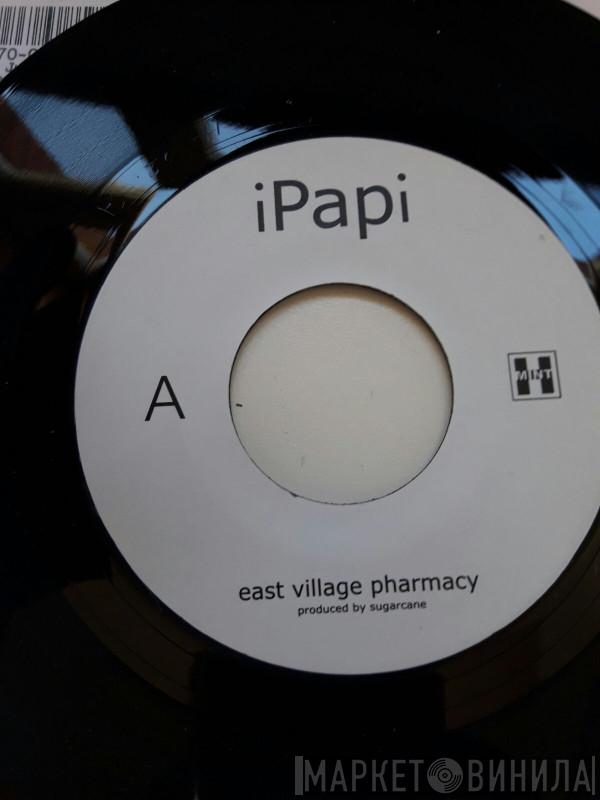 iPapi
A
MINT
east village pharmacy
produced by sugarcane
МАРКЕТ ВИНИЛА